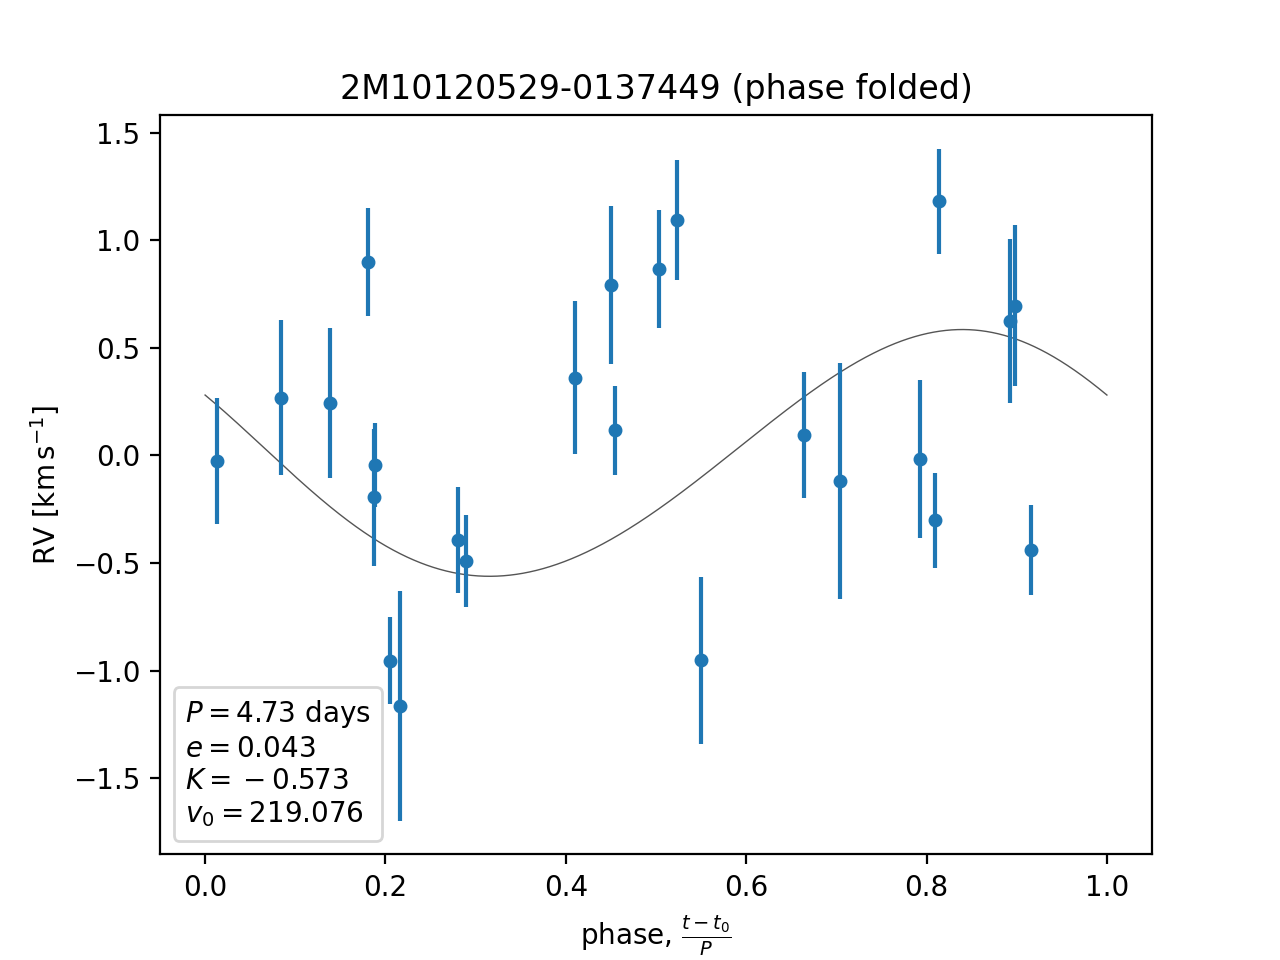 2M10120529-0137449 (phase folded)
1.5
1.0
0.5
0.0
−0.5
−1.0
−1.5
RV [km s⁻¹]
P = 4.73 days
e = 0.043
K = −0.573
v₀ = 219.076
0.0 0.2 0.4 0.6 0.8 1.0
phase, (t − t₀)/P